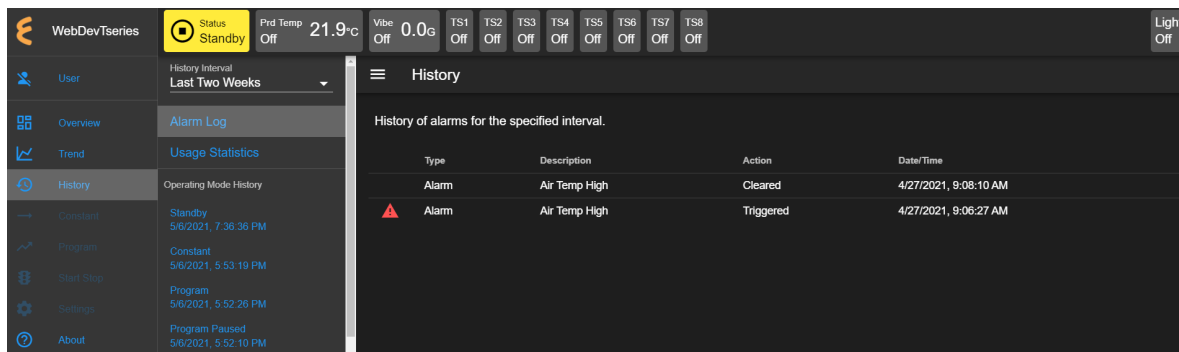 WebDevTseries
Status
Standby
Prd Temp
Off
21.9°C
Vibe
Off
0.0G
TS1
Off
TS2
Off
TS3
Off
TS4
Off
TS5
Off
TS6
Off
TS7
Off
TS8
Off
Light
Off
User
Overview
Trend
History
Constant
Program
Start Stop
Settings
About
History Interval
Last Two Weeks
Alarm Log
Usage Statistics
Operating Mode History
Standby
5/6/2021, 7:36:36 PM
Constant
5/6/2021, 5:53:19 PM
Program
5/6/2021, 5:52:26 PM
Program Paused
5/6/2021, 5:52:10 PM
History
History of alarms for the specified interval.
Type Description Action Date/Time
Alarm Air Temp High Cleared 4/27/2021, 9:08:10 AM
Alarm Air Temp High Triggered 4/27/2021, 9:06:27 AM